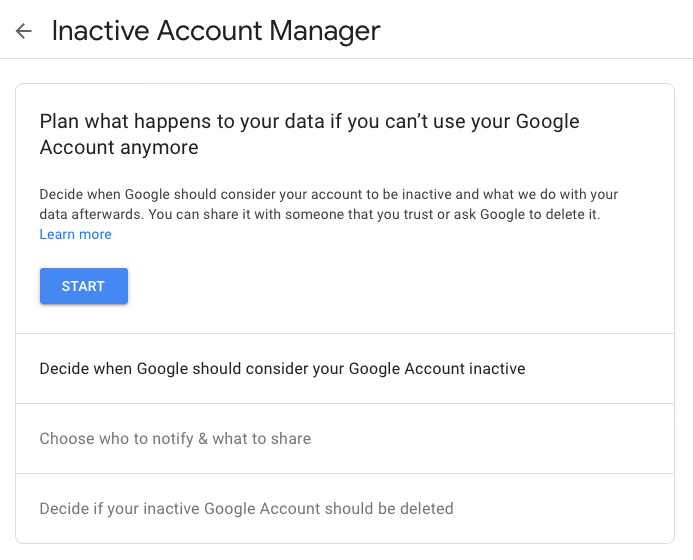 Inactive Account Manager
Plan what happens to your data if you can’t use your Google
Account anymore
Decide when Google should consider your account to be inactive and what we do with your
data afterwards. You can share it with someone that you trust or ask Google to delete it.
Learn more
START
Decide when Google should consider your Google Account inactive
Choose who to notify & what to share
Decide if your inactive Google Account should be deleted